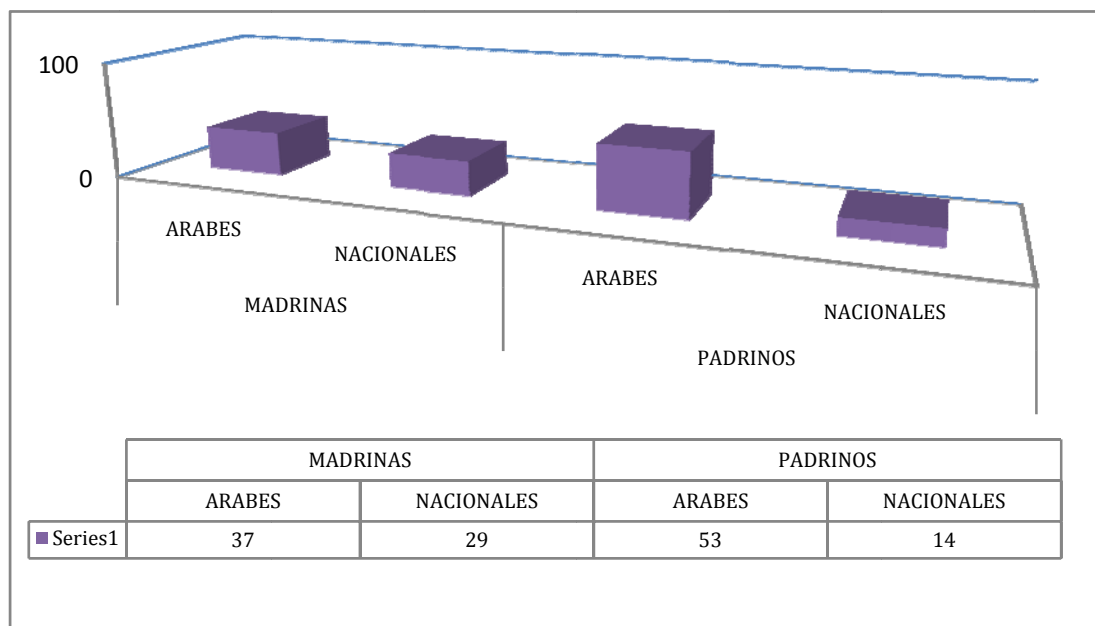 100
0
ARABES
NACIONALES
ARABES
NACIONALES
MADRINAS
PADRINOS
MADRINAS PADRINOS
ARABES NACIONALES ARABES NACIONALES
Series1 37 29 53 14